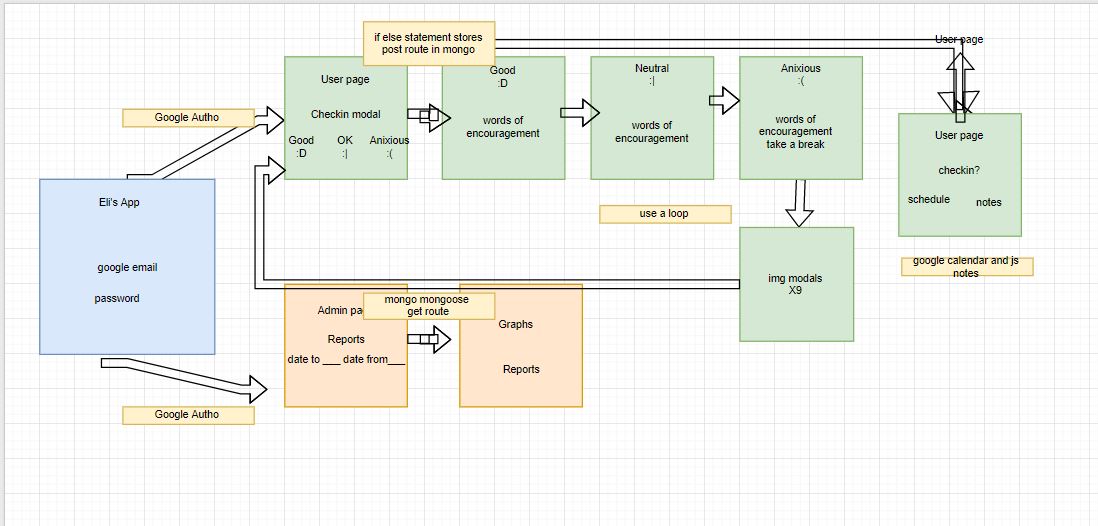 if else statement stores
post route in mongo
User page
Google Autho
User page
Checkin modal
Good OK Anixious
:D :| :(
Good
:D
words of
encouragement
Neutral
:|
words of
encouragement
Anixious
:(
words of
encouragement
take a break
User page
checkin?
schedule notes
google calendar and js
notes
use a loop
Eli's App
google email
password
img modals
X9
mongo mongoose
get route
Admin pa
Reports
date to ___ date from___
Graphs
Reports
Google Autho